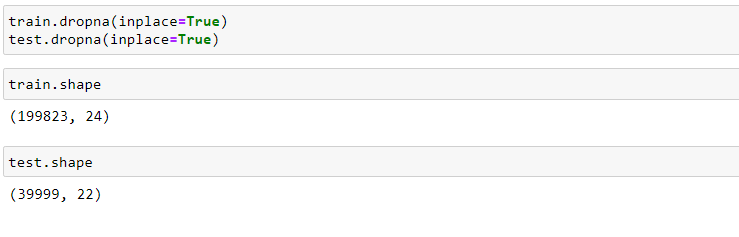 train.dropna(inplace=True)
test.dropna(inplace=True)
train.shape
(199823, 24)
test.shape
(39999, 22)